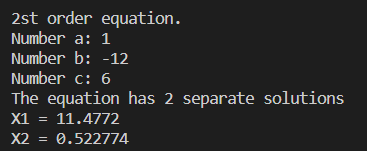 2st order equation.
Number a: 1
Number b: -12
Number c: 6
The equation has 2 separate solutions
X1 = 11.4772
X2 = 0.522774